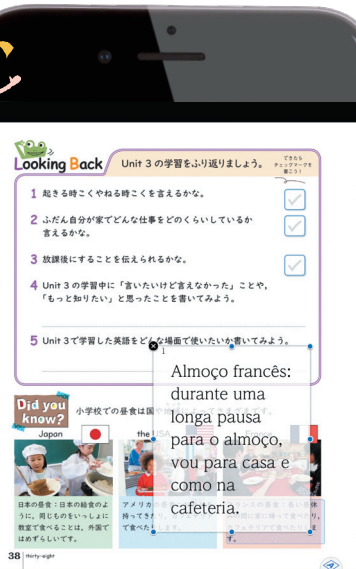 Looking Back
Unit 3 の学習をふり返りましょう。
できたら
チェックマークを
書こう!
1 起きる時こくやねる時こくを言えるかな。
2 ふだん自分が家でどんな仕事をどのくらいしているか
言えるかな。
3 放課後にすることを伝えられるかな。
4 Unit 3 の学習中に「言いたいけど言えなかった」ことや、
「もっと知りたい」と思ったことを書いてみよう。
5 Unit 3で学習した英語をどんな場面で使いたいか書いてみよう。
1
Almoço francês:
durante uma
longa pausa
para o almoço,
vou para casa e
como na
cafeteria.
Did you
know?
小学校での昼食は国や
Japan
the USA
日本の昼食:日本の給食のよ
うに、同じものをいっしょに
教室で食べることは、外国で
はめずらしいです。
アメリカの
持ってき
て食べた
38 thirty-eight